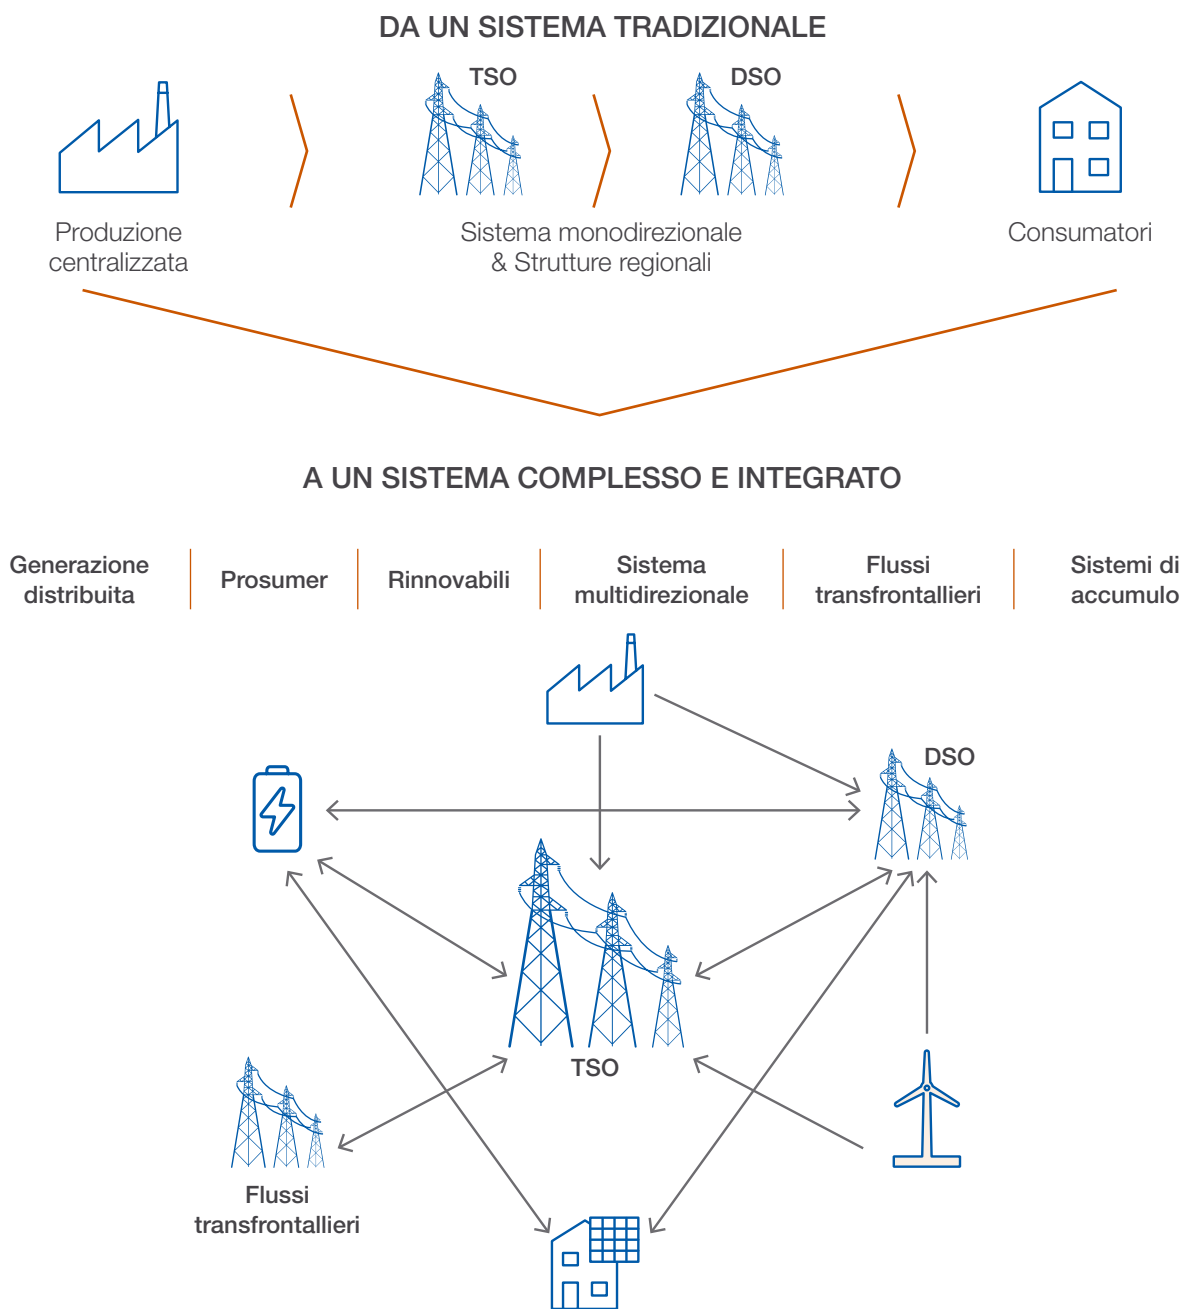 DA UN SISTEMA TRADIZIONALE
TSO
DSO
Produzione
centralizzata
Sistema monodirezionale
& Strutture regionali
Consumatori
A UN SISTEMA COMPLESSO E INTEGRATO
Generazione
distribuita
Prosumer
Rinnovabili
Sistema
multidirezionale
Flussi
transfrontallieri
Sistemi di
accumulo
DSO
TSO
Flussi
transfrontallieri